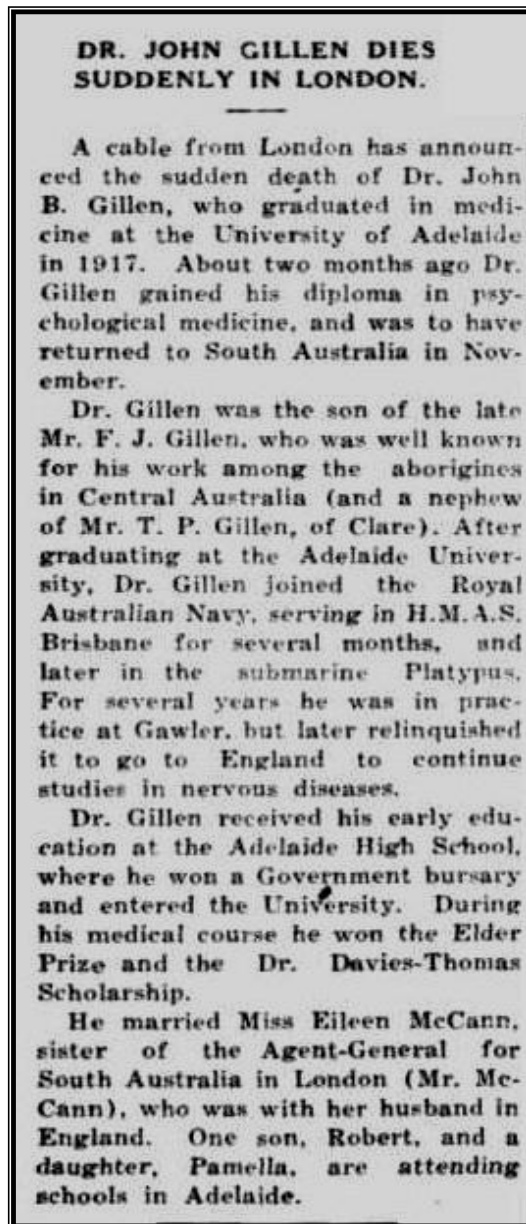 DR. JOHN GILLEN DIES
SUDDENLY IN LONDON.
A cable from London has announ-
ced the sudden death of Dr. John
B. Gillen, who graduated in medi-
cine at the University of Adelaide
in 1917. About two months ago Dr.
Gillen gained his diploma in psy-
chological medicine, and was to have
returned to South Australia in Nov-
ember.
Dr. Gillen was the son of the late
Mr. F. J. Gillen, who was well known
for his work among the aborigines
in Central Australia (and a nephew
of Mr. T. P. Gillen, of Clare). After
graduating at the Adelaide Univer-
sity, Dr. Gillen joined the Royal
Australian Navy, serving in H.M.A.S.
Brisbane for several months, and
later in the submarine Platypus.
For several years he was in prac-
tice at Gawler, but later relinquished
it to go to England to continue
studies in nervous diseases.
Dr. Gillen received his early edu-
cation at the Adelaide High School,
where he won a Government bursary
and entered the University. During
his medical course he won the Elder
Prize and the Dr. Davies-Thomas
Scholarship.
He married Miss Eileen McCann,
sister of the Agent-General for
South Australia in London (Mr. Mc-
Cann), who was with her husband in
England. One son, Robert, and a
daughter, Pamella, are attending
schools in Adelaide.